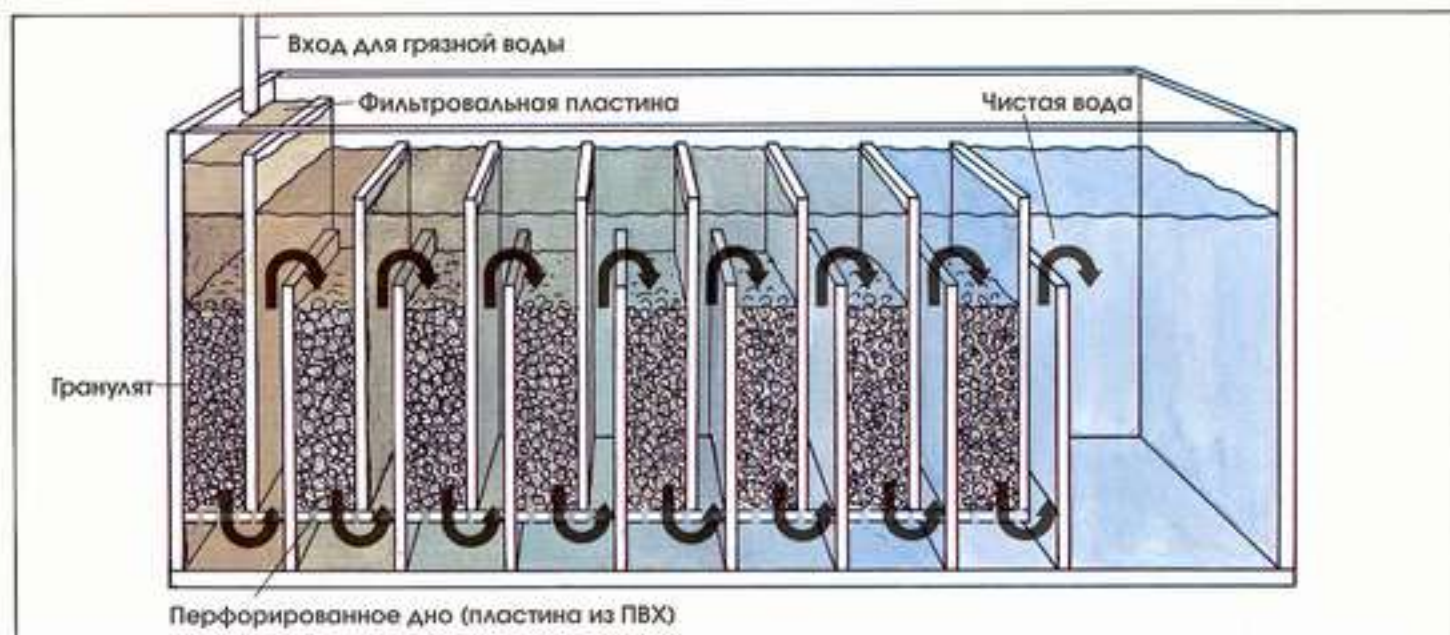 Вход для грязной воды
Фильтровальная пластина
Чистая вода
Гранулят
Перфорированное дно (пластина из ПВХ)